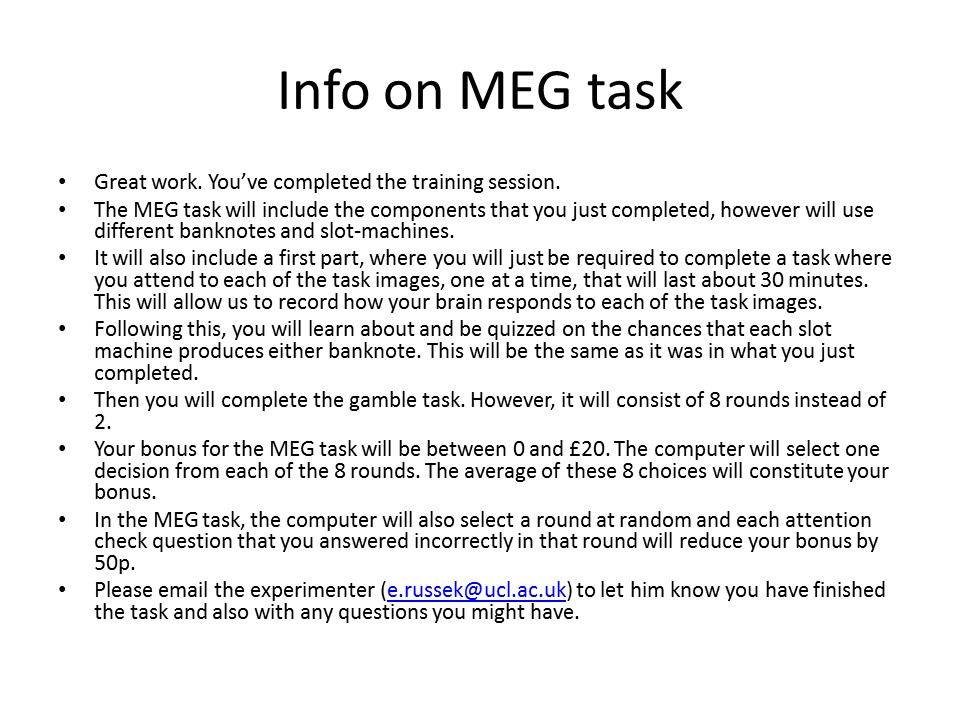 Info on MEG task
• Great work. You’ve completed the training session.
• The MEG task will include the components that you just completed, however will use
different banknotes and slot-machines.
• It will also include a first part, where you will just be required to complete a task where
you attend to each of the task images, one at a time, that will last about 30 minutes.
This will allow us to record how your brain responds to each of the task images.
• Following this, you will learn about and be quizzed on the chances that each slot
machine produces either banknote. This will be the same as it was in what you just
completed.
• Then you will complete the gamble task. However, it will consist of 8 rounds instead of
2.
• Your bonus for the MEG task will be between 0 and £20. The computer will select one
decision from each of the 8 rounds. The average of these 8 choices will constitute your
bonus.
• In the MEG task, the computer will also select a round at random and each attention
check question that you answered incorrectly in that round will reduce your bonus by
50p.
• Please email the experimenter (e.russek@ucl.ac.uk) to let him know you have finished
the task and also with any questions you might have.